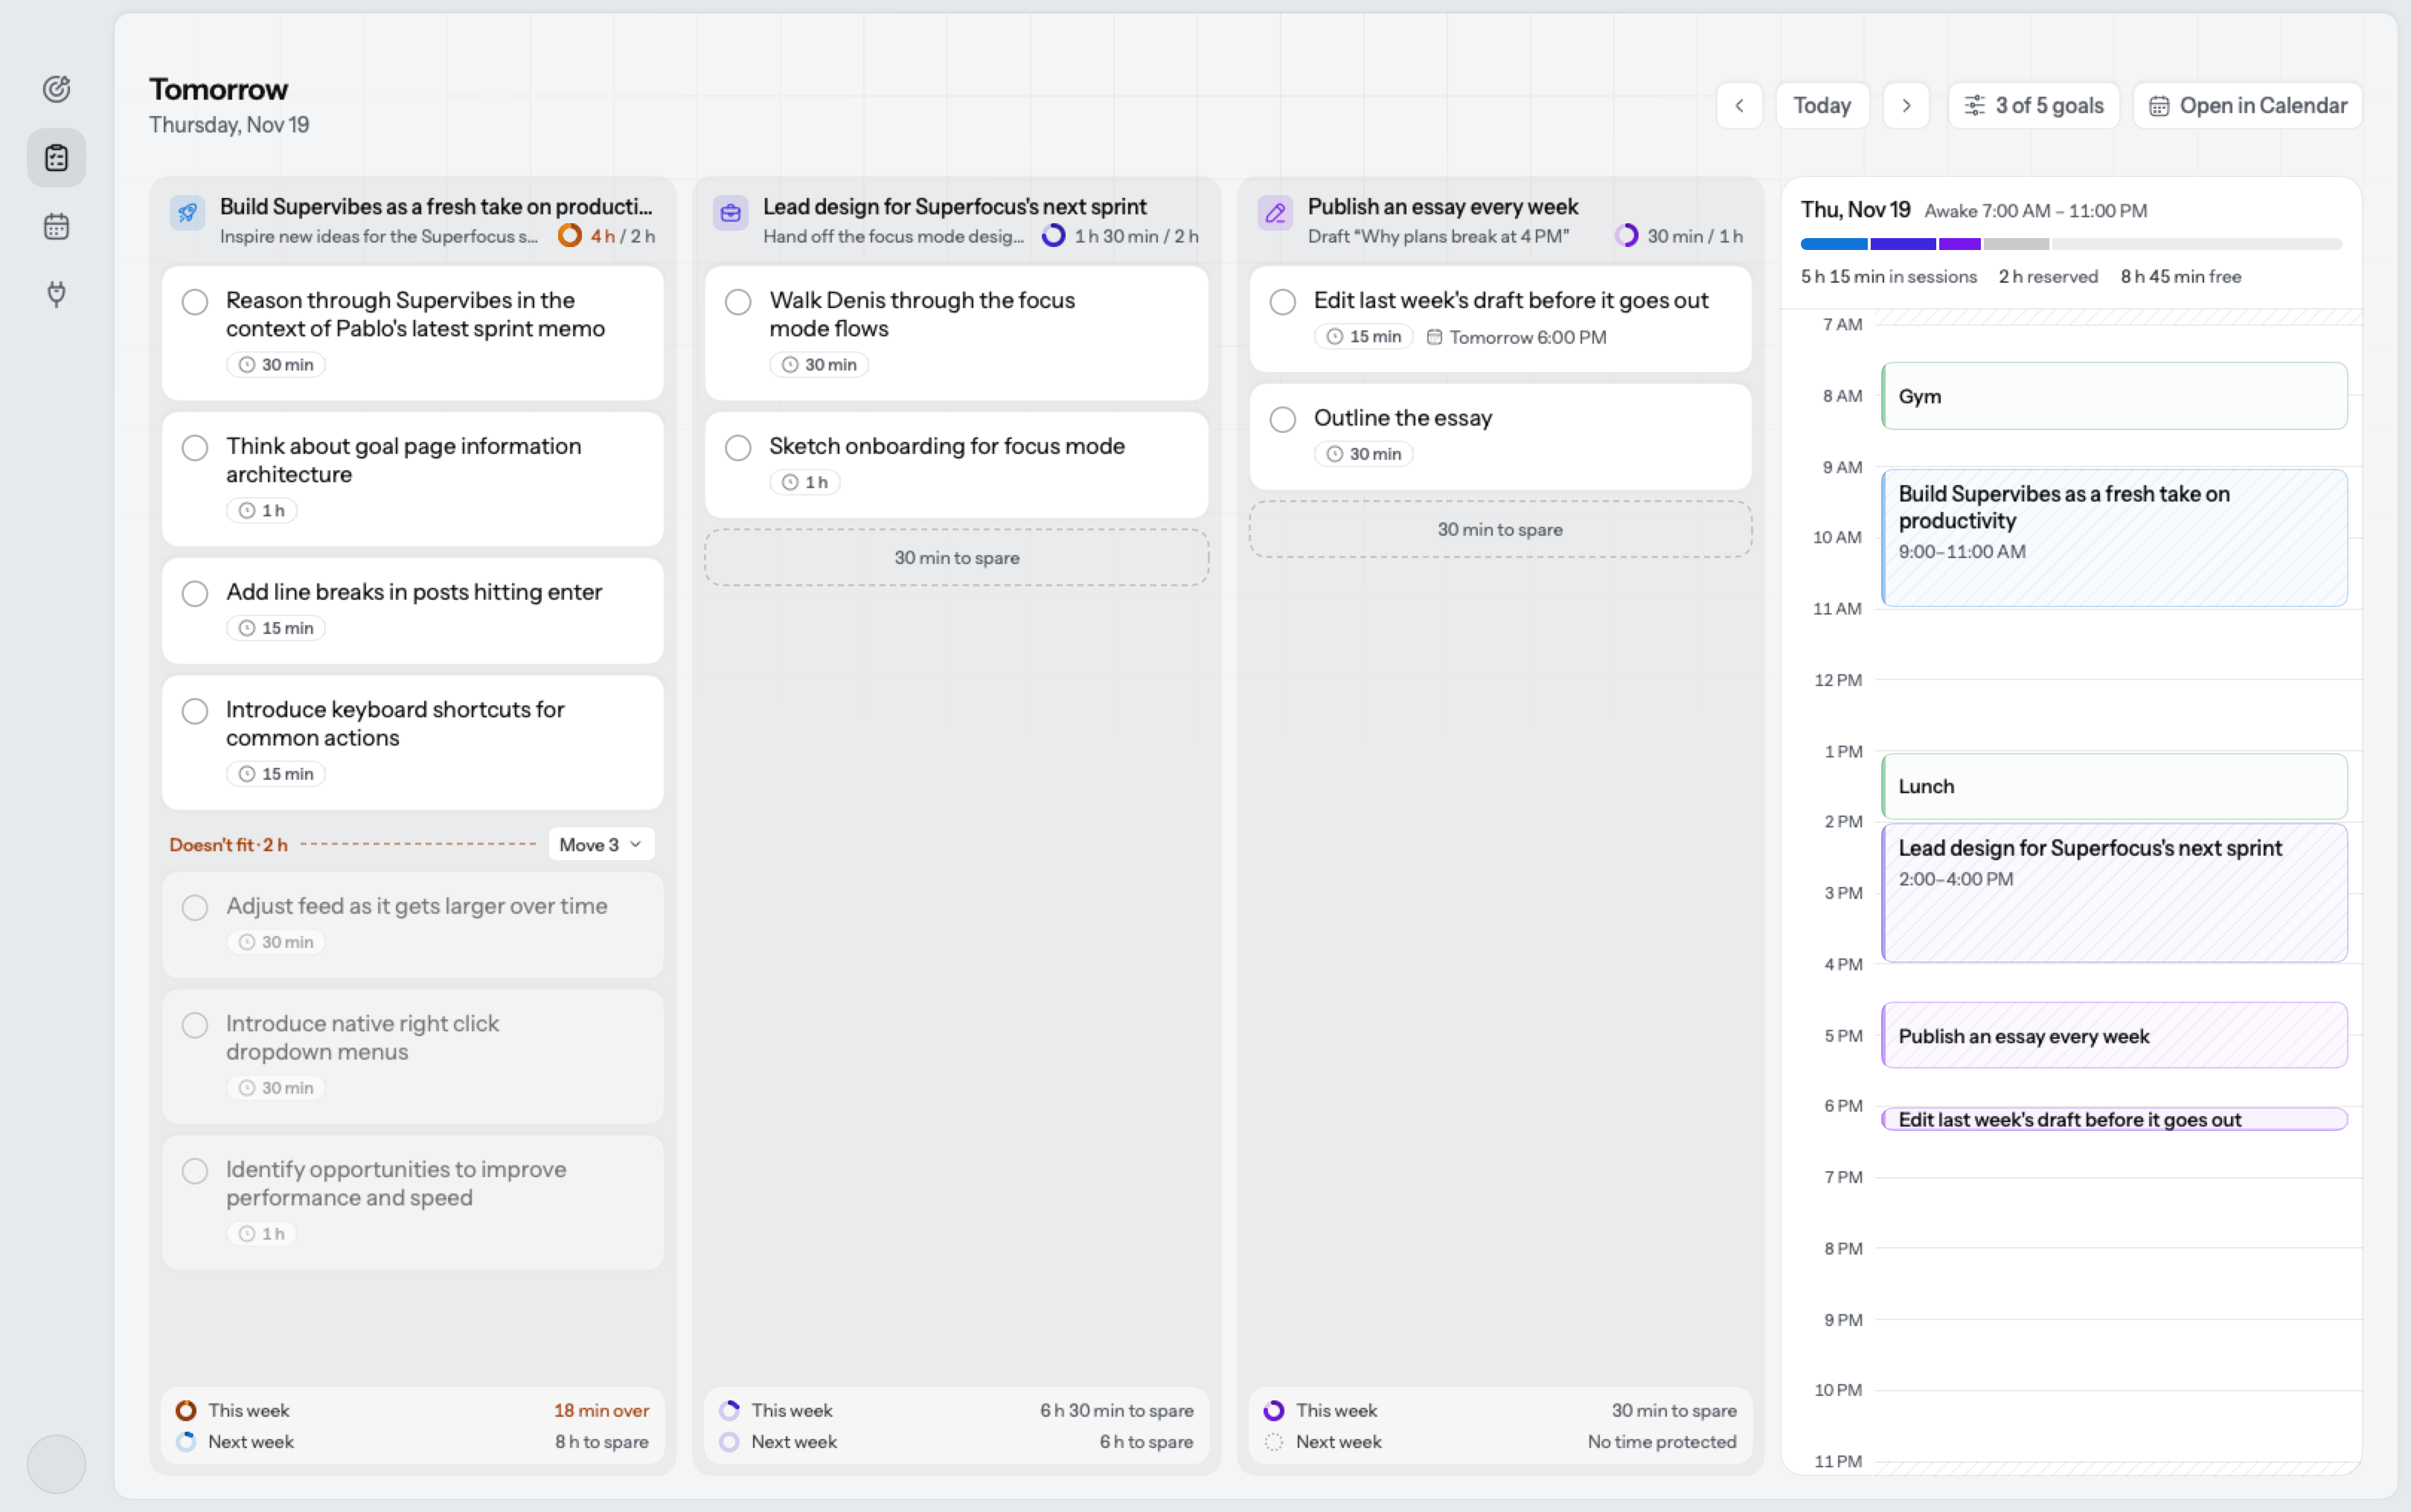 Tomorrow
Thursday, Nov 19
Today
3 of 5 goals
Open in Calendar
Build Supervibes as a fresh take on producti...
Inspire new ideas for the Superfocus s...
4 h / 2 h
Reason through Supervibes in the
context of Pablo's latest sprint memo
30 min
Think about goal page information
architecture
1 h
Add line breaks in posts hitting enter
15 min
Introduce keyboard shortcuts for
common actions
15 min
Doesn't fit · 2 h
Move 3
Adjust feed as it gets larger over time
30 min
Introduce native right click
dropdown menus
30 min
Identify opportunities to improve
performance and speed
1 h
This week
18 min over
Next week
8 h to spare
Lead design for Superfocus's next sprint
Hand off the focus mode desig...
1 h 30 min / 2 h
Walk Denis through the focus
mode flows
30 min
Sketch onboarding for focus mode
1 h
30 min to spare
This week
6 h 30 min to spare
Next week
6 h to spare
Publish an essay every week
Draft “Why plans break at 4 PM”
30 min / 1 h
Edit last week's draft before it goes out
15 min
Tomorrow 6:00 PM
Outline the essay
30 min
30 min to spare
This week
30 min to spare
Next week
No time protected
Thu, Nov 19
Awake 7:00 AM – 11:00 PM
5 h 15 min in sessions
2 h reserved
8 h 45 min free
7 AM
Gym
8 AM
9 AM
Build Supervibes as a fresh take on
productivity
10 AM
9:00–11:00 AM
11 AM
12 PM
1 PM
Lunch
2 PM
Lead design for Superfocus's next sprint
2:00–4:00 PM
3 PM
4 PM
5 PM
Publish an essay every week
6 PM
Edit last week's draft before it goes out
7 PM
8 PM
9 PM
10 PM
11 PM